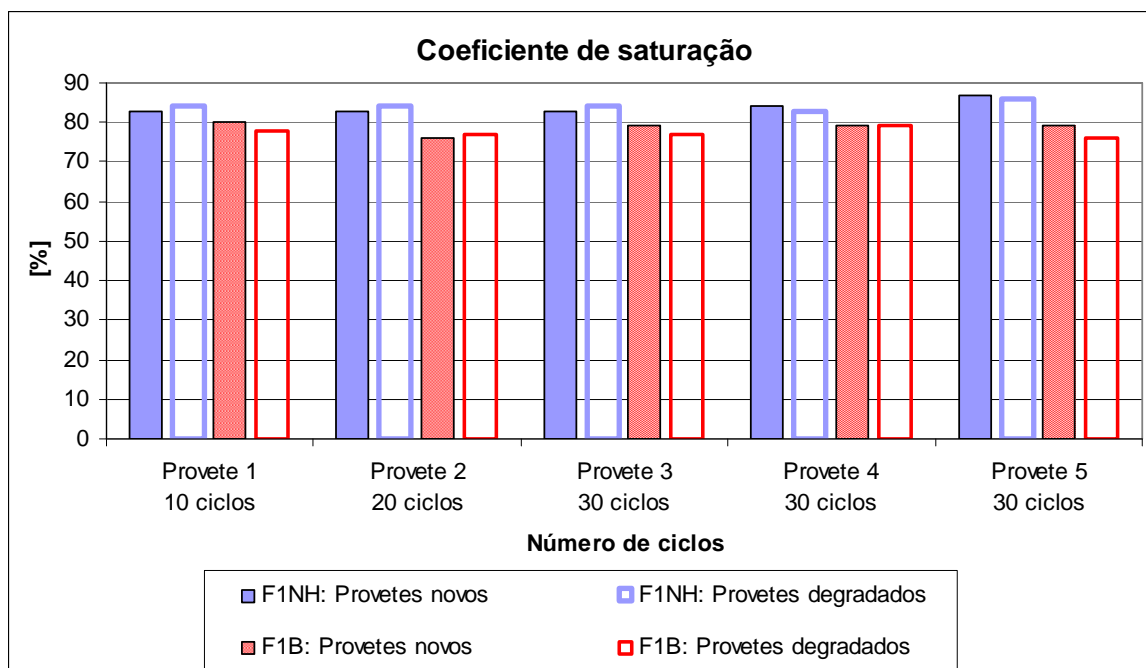 Coeficiente de saturação
90
80
70
60
50
40
30
20
10
0
[%]
Provete 1
10 ciclos
Provete 2
20 ciclos
Provete 3
30 ciclos
Provete 4
30 ciclos
Provete 5
30 ciclos
Número de ciclos
F1NH: Provetes novos
F1NH: Provetes degradados
F1B: Provetes novos
F1B: Provetes degradados